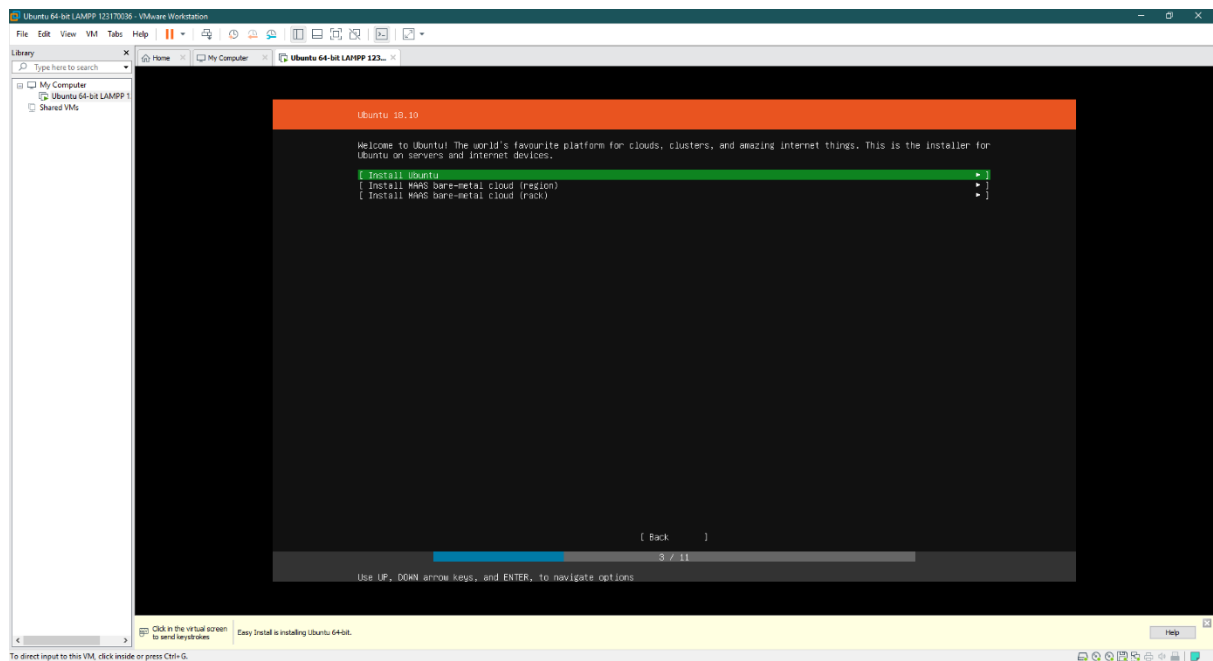 Ubuntu 64-bit LAMPP 123170036 - VMware Workstation
File Edit View VM Tabs Help
Library
Type here to search
My Computer
Ubuntu 64-bit LAMPP 1
Shared VMs
Home My Computer Ubuntu 64-bit LAMPP 123...
Ubuntu 18.10
Welcome to Ubuntu! The world's favourite platform for clouds, clusters, and amazing internet things. This is the installer for
Ubuntu on servers and internet devices.
[ Install Ubuntu ► ]
[ Install MAAS bare-metal cloud (region) ► ]
[ Install MAAS bare-metal cloud (rack) ► ]
[ Back ]
3 / 11
Use UP, DOWN arrow keys, and ENTER, to navigate options
Click in the virtual screen
to send keystrokes
Easy Install is installing Ubuntu 64-bit.
Help
To direct input to this VM, click inside or press Ctrl+G.